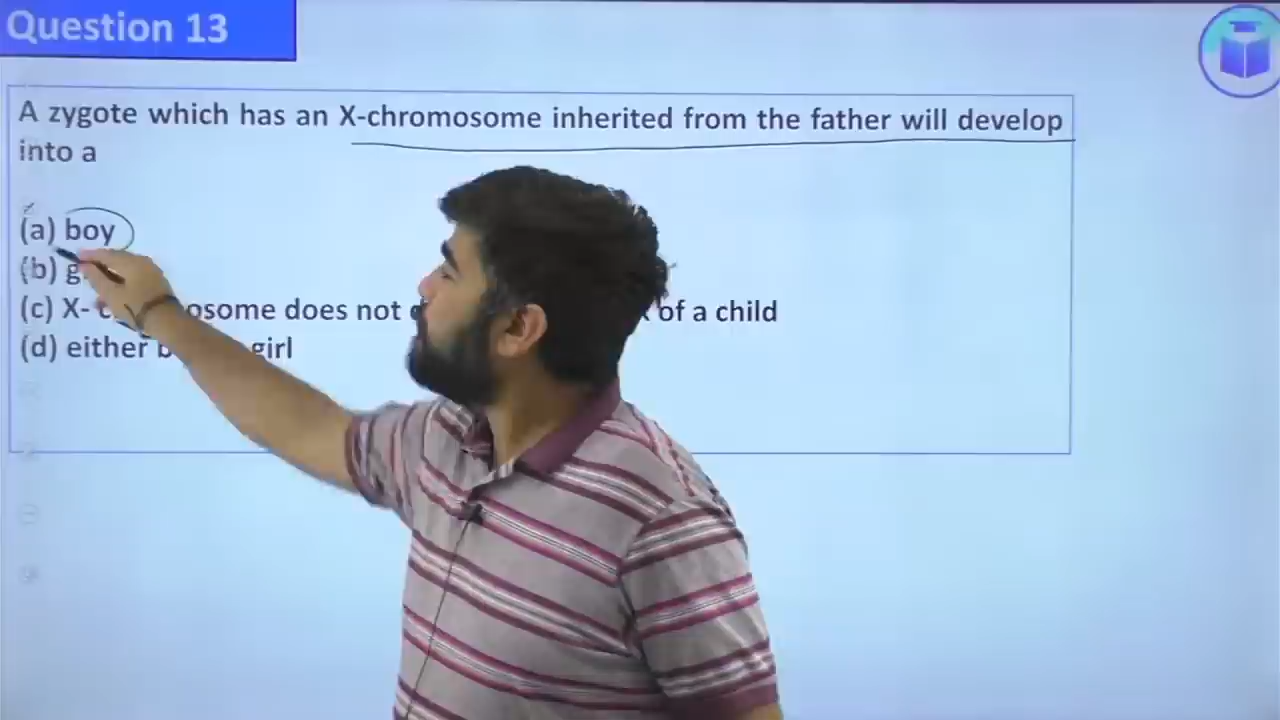 Question 13
A zygote which has an X-chromosome inherited from the father will develop
into a
(a) boy
(b)
(c) X- does not of a child
(d) either girl